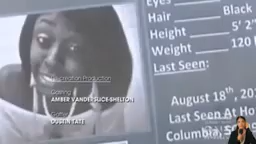 Eyes
Hair Black
Height 5' 2"
Weight 120
Last Seen:
August 18th, 20
Last Seen At Ho
Columbia
Casting
AMBER VANDERSLICE-SHELTON
DUSTIN TATE